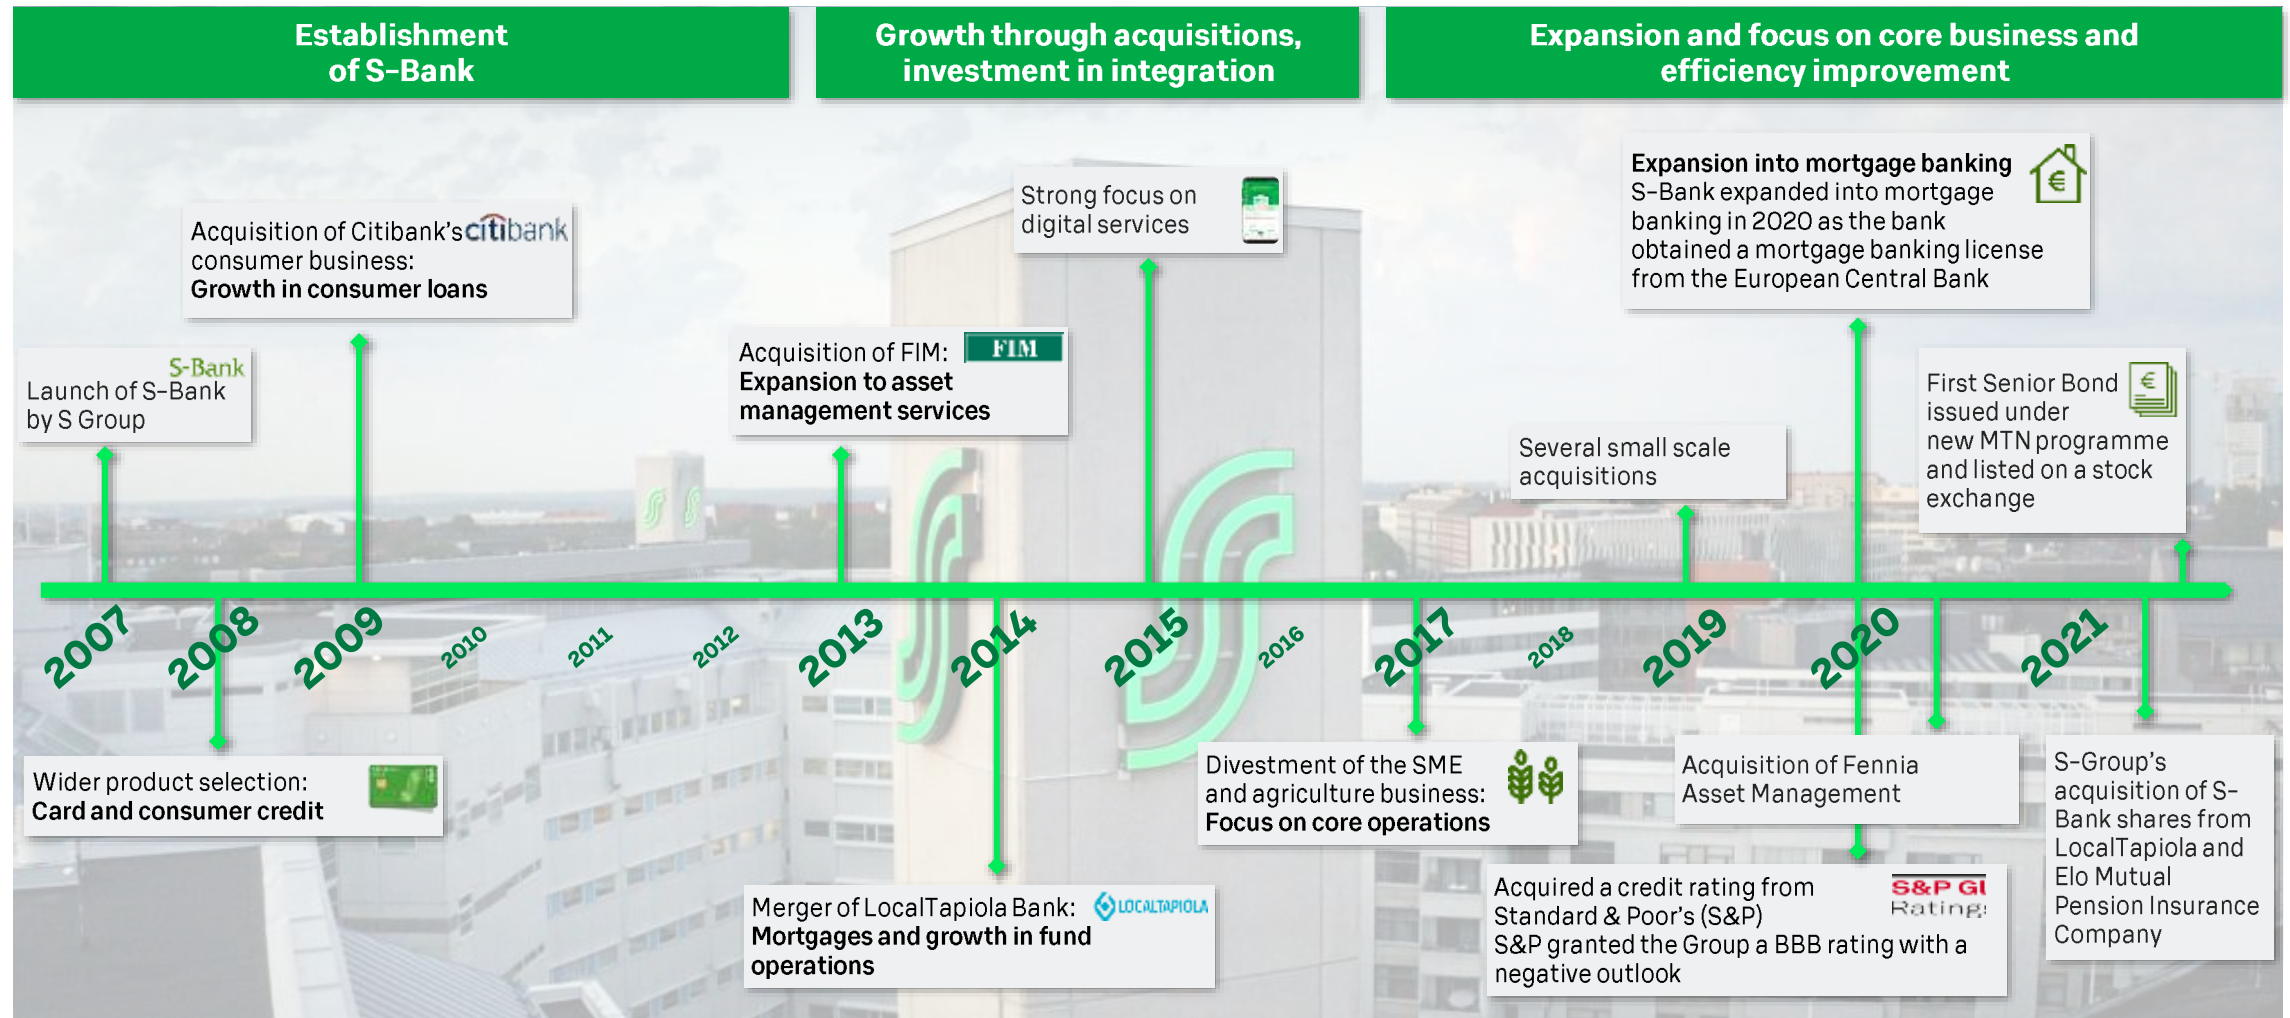 Establishment
of S-Bank
Growth through acquisitions,
investment in integration
Expansion and focus on core business and
efficiency improvement
S-Bank
Launch of S-Bank
by S Group
Acquisition of Citibank's citibank
consumer business:
Growth in consumer loans
Acquisition of FIM: FIM
Expansion to asset
management services
Strong focus on
digital services
Several small scale
acquisitions
Expansion into mortgage banking
S-Bank expanded into mortgage
banking in 2020 as the bank
obtained a mortgage banking license
from the European Central Bank
€
First Senior Bond
issued under
new MTN programme
and listed on a stock
exchange
€
2007
2008
2009
2010
2011
2012
2013
2014
2015
2016
2017
2018
2019
2020
2021
Wider product selection:
Card and consumer credit
Merger of LocalTapiola Bank: LOCALTAPIOLA
Mortgages and growth in fund
operations
Divestment of the SME
and agriculture business:
Focus on core operations
Acquisition of Fennia
Asset Management
Acquired a credit rating from
Standard & Poor's (S&P)
S&P granted the Group a BBB rating with a
negative outlook
S&P Gl
Ratings
S-Group's
acquisition of S-
Bank shares from
LocalTapiola and
Elo Mutual
Pension Insurance
Company